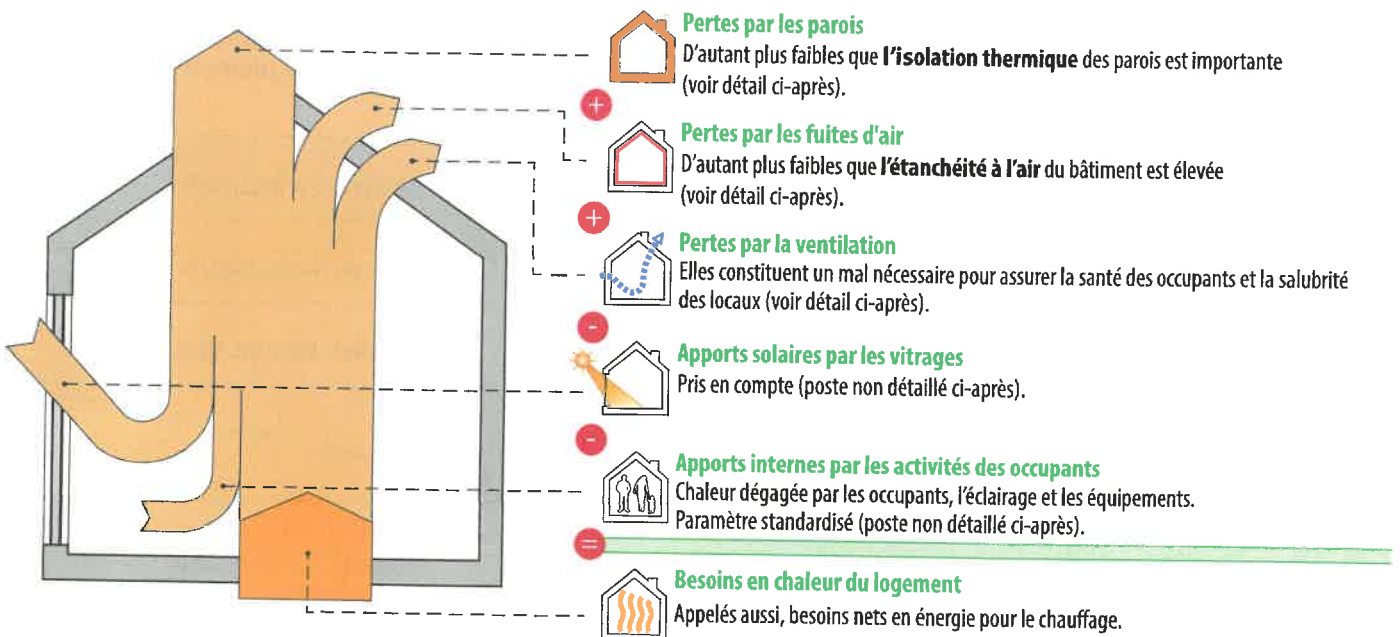 Pertes par les parois
D'autant plus faibles que l'isolation thermique des parois est importante
(voir détail ci-après).
+
Pertes par les fuites d'air
D'autant plus faibles que l'étanchéité à l'air du bâtiment est élevée
(voir détail ci-après).
+
Pertes par la ventilation
Elles constituent un mal nécessaire pour assurer la santé des occupants et la salubrité
des locaux (voir détail ci-après).
-
Apports solaires par les vitrages
Pris en compte (poste non détaillé ci-après).
-
Apports internes par les activités des occupants
Chaleur dégagée par les occupants, l'éclairage et les équipements.
Paramètre standardisé (poste non détaillé ci-après).
=
Besoins en chaleur du logement
Appelés aussi, besoins nets en énergie pour le chauffage.